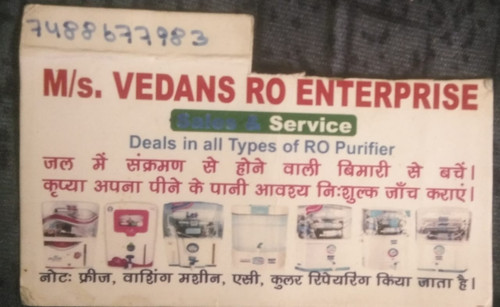 7488677983
M/s. VEDANS RO ENTERPRISE
Sales & Service
Deals in all Types of RO Purifier
जल में संक्रमण से होने वाली बिमारी से बचें।
कृप्या अपना पीने के पानी आवश्य निःशुल्क जाँच कराएं।
नोटः फ्रीज, वाशिंग मशीन, एसी, कुलर रिपेयरिंग किया जाता है।